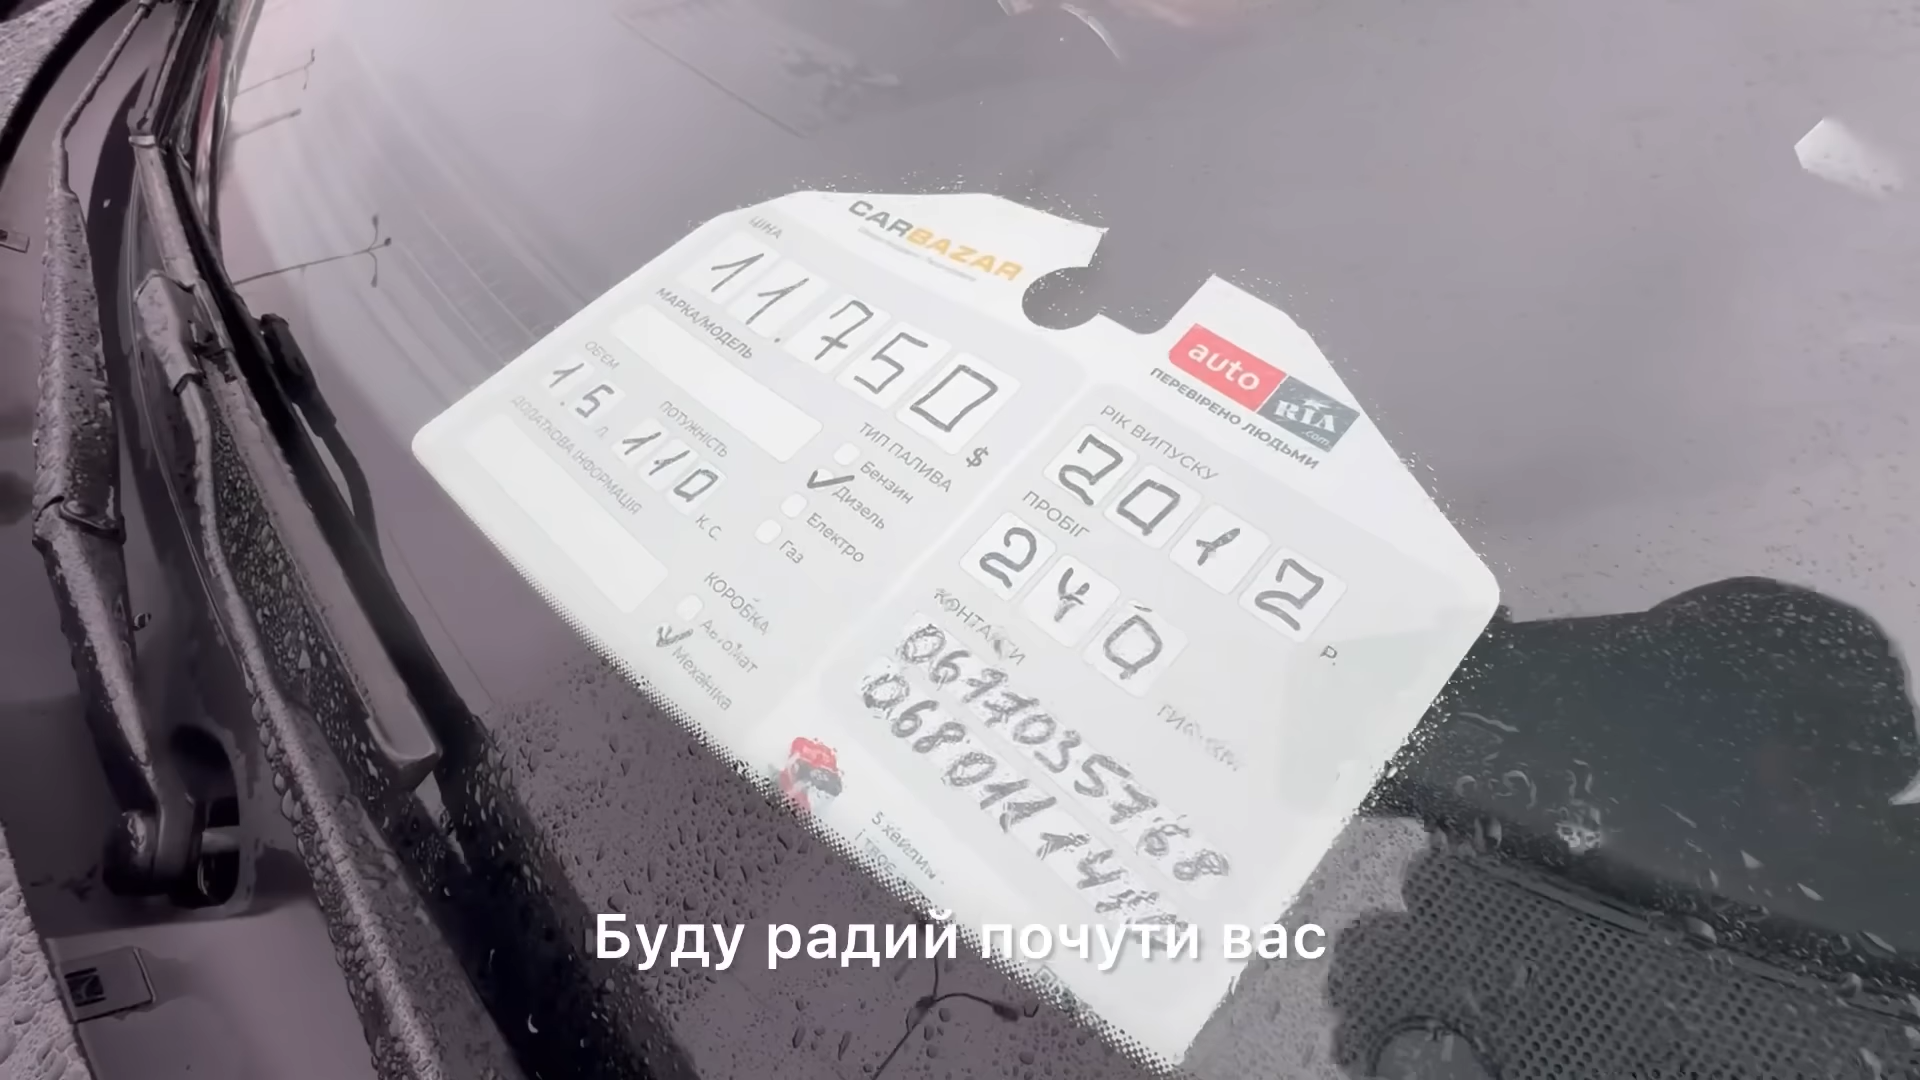 CARBAZAR
ЦІНА
11.750 $
МАРКА/МОДЕЛЬ
ОБ'ЄМ
1.5 л.
ПОТУЖНІСТЬ
110 К. С.
ТИП ПАЛИВА
Бензин
Дизель
Електро
Газ
ДОДАТКОВА ІНФОРМАЦІЯ
КОРОБКА
Автомат
Механіка
auto RIA .com
ПЕРЕВІРЕНО ЛЮДЬМИ
РІК ВИПУСКУ
2012 Р.
ПРОБІГ
240
КОНТАКТИ
0697035768
5 хвилин
Буду радий почути вас